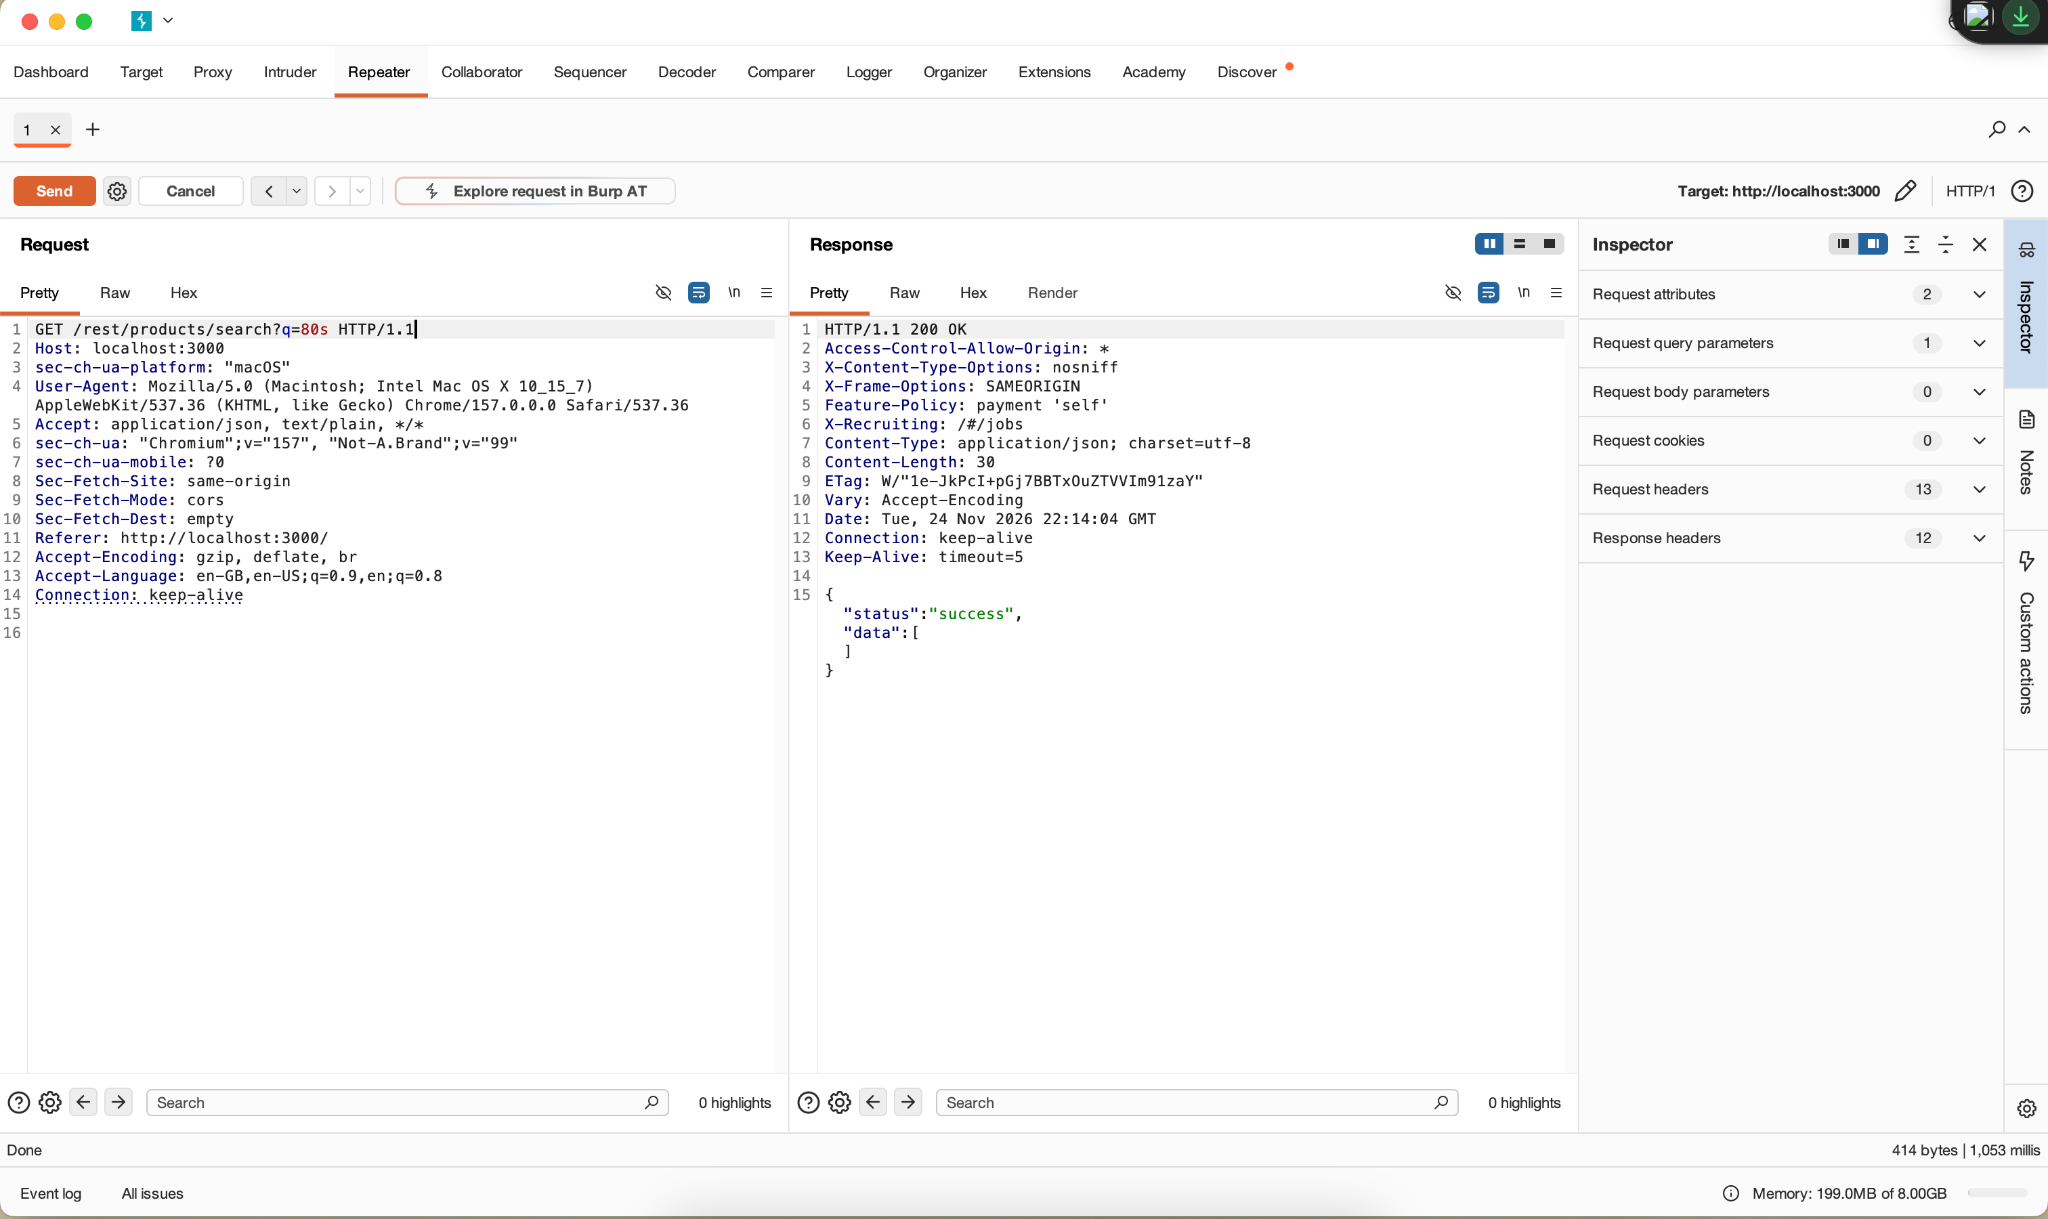 Dashboard Target Proxy Intruder Repeater Collaborator Sequencer Decoder Comparer Logger Organizer Extensions Academy Discover
1
Send Cancel Explore request in Burp AT Target: http://localhost:3000 HTTP/1
Request
Pretty Raw Hex \n
1 GET /rest/products/search?q=80s HTTP/1.1
2 Host: localhost:3000
3 sec-ch-ua-platform: "macOS"
4 User-Agent: Mozilla/5.0 (Macintosh; Intel Mac OS X 10_15_7)
AppleWebKit/537.36 (KHTML, like Gecko) Chrome/157.0.0.0 Safari/537.36
5 Accept: application/json, text/plain, */*
6 sec-ch-ua: "Chromium";v="157", "Not-A.Brand";v="99"
7 sec-ch-ua-mobile: ?0
8 Sec-Fetch-Site: same-origin
9 Sec-Fetch-Mode: cors
10 Sec-Fetch-Dest: empty
11 Referer: http://localhost:3000/
12 Accept-Encoding: gzip, deflate, br
13 Accept-Language: en-GB,en-US;q=0.9,en;q=0.8
14 Connection: keep-alive
15
16
Search 0 highlights
Response
Pretty Raw Hex Render \n
1 HTTP/1.1 200 OK
2 Access-Control-Allow-Origin: *
3 X-Content-Type-Options: nosniff
4 X-Frame-Options: SAMEORIGIN
5 Feature-Policy: payment 'self'
6 X-Recruiting: /#/jobs
7 Content-Type: application/json; charset=utf-8
8 Content-Length: 30
9 ETag: W/"1e-JkPcI+pGj7BBTxOuZTVVIm91zaY"
10 Vary: Accept-Encoding
11 Date: Tue, 24 Nov 2026 22:14:04 GMT
12 Connection: keep-alive
13 Keep-Alive: timeout=5
14
15 {
"status":"success",
"data":[
]
}
Search 0 highlights
Inspector
Request attributes 2
Request query parameters 1
Request body parameters 0
Request cookies 0
Request headers 13
Response headers 12
Inspector
Notes
Custom actions
Done 414 bytes | 1,053 millis
Event log All issues Memory: 199.0MB of 8.00GB